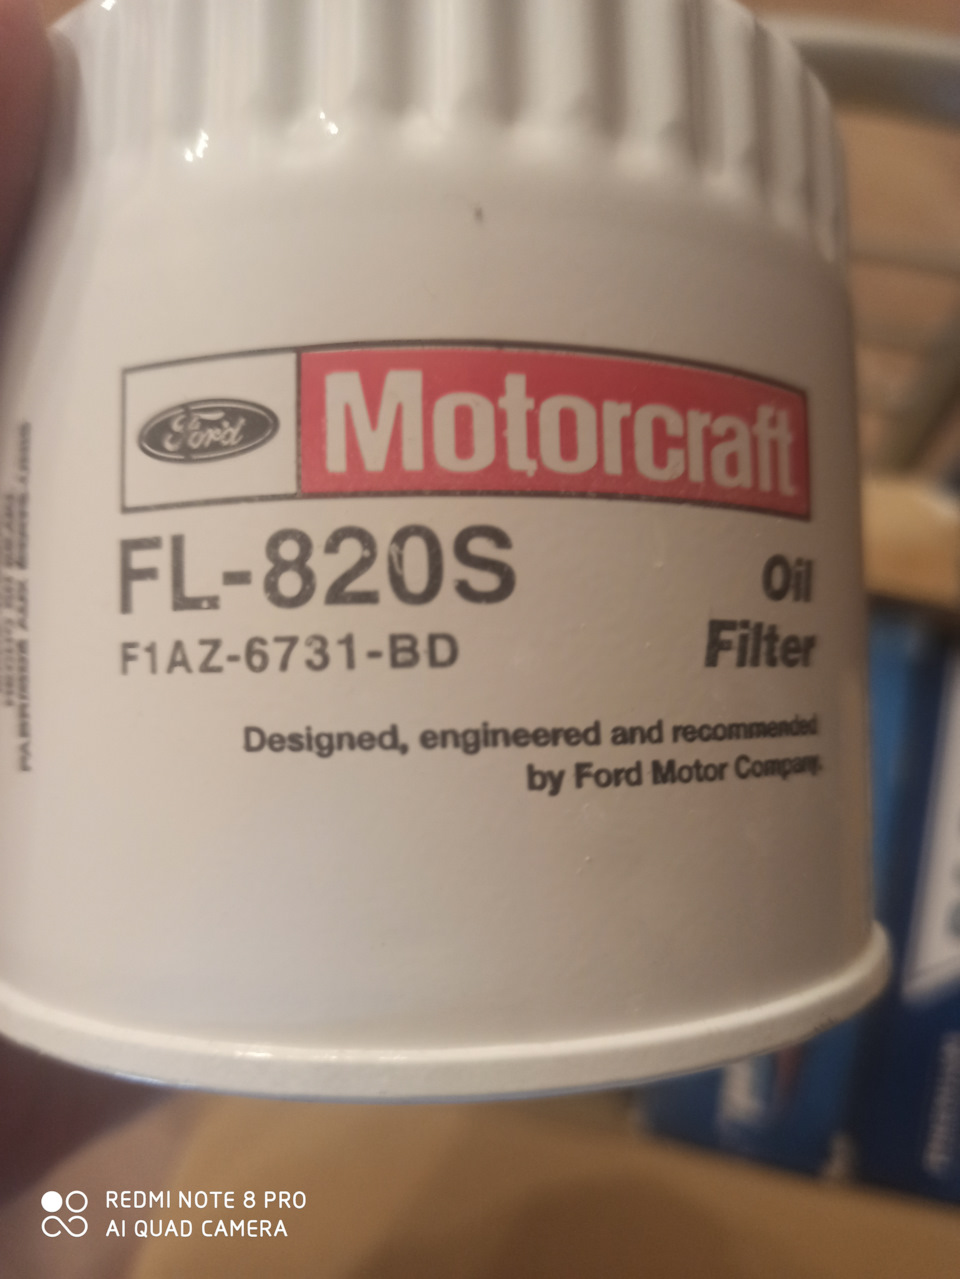 Ford Motorcraft
FL-820S
F1AZ-6731-BD
Oil
Filter
Designed, engineered and recommended
by Ford Motor Company.
REDMI NOTE 8 PRO
AI QUAD CAMERA